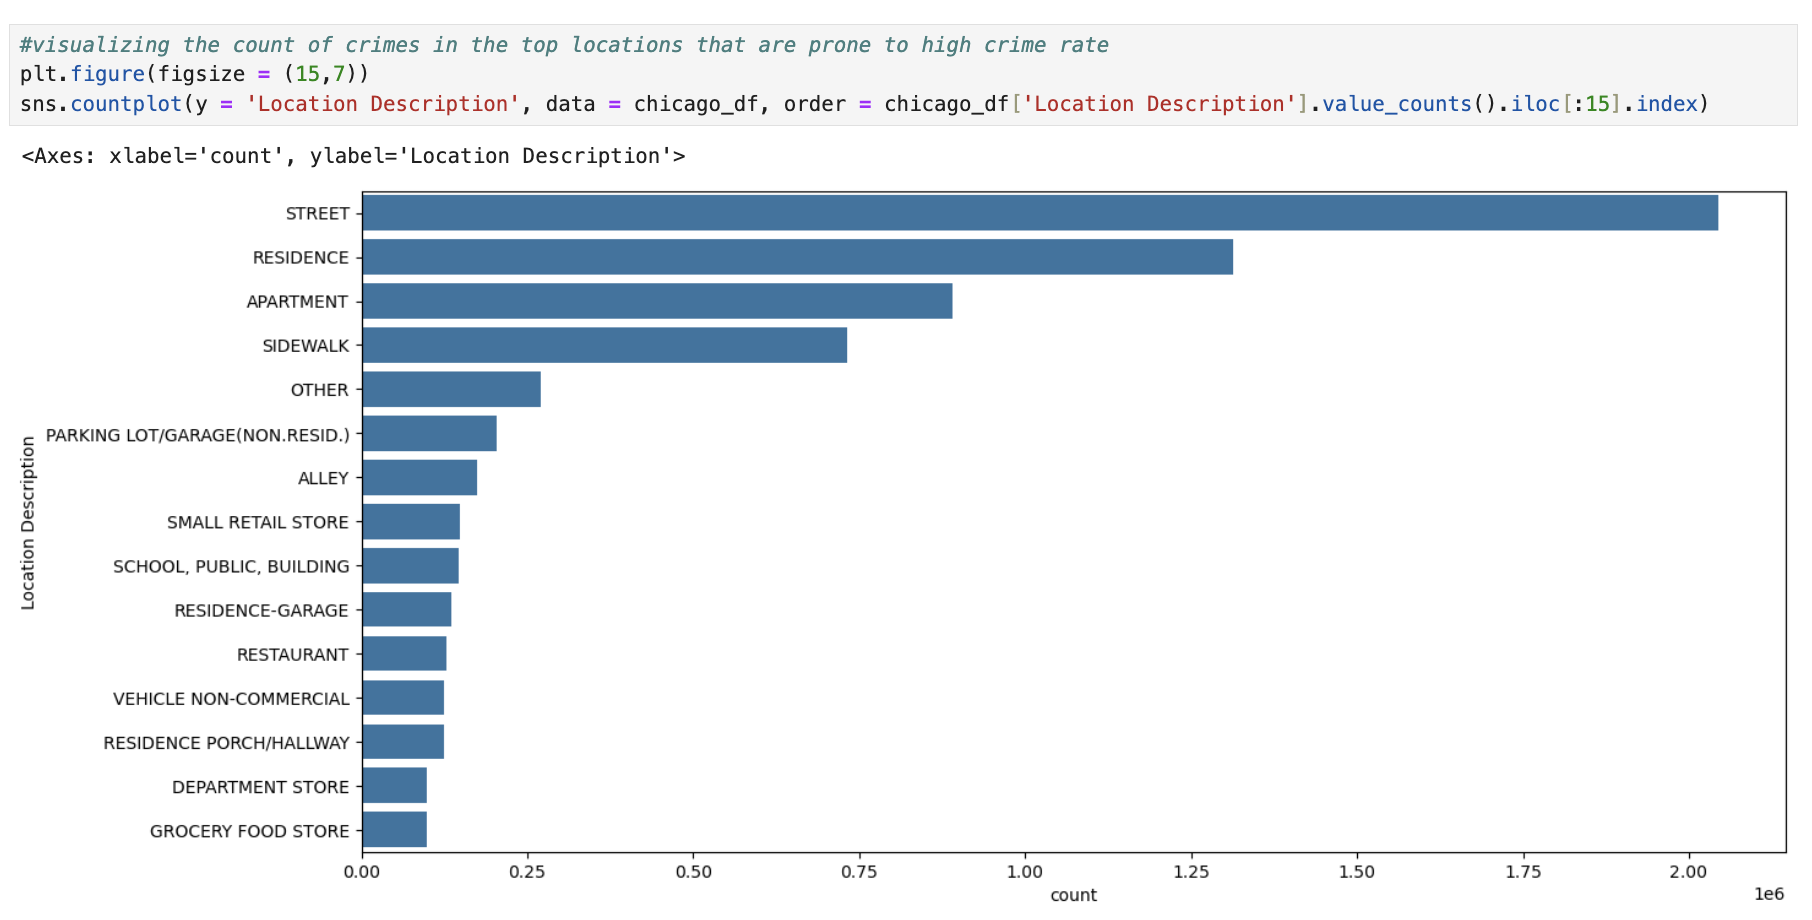 #visualizing the count of crimes in the top locations that are prone to high crime rate
plt.figure(figsize = (15,7))
sns.countplot(y = 'Location Description', data = chicago_df, order = chicago_df['Location Description'].value_counts().iloc[:15].index)
<Axes: xlabel='count', ylabel='Location Description'>
STREET
RESIDENCE
APARTMENT
SIDEWALK
OTHER
PARKING LOT/GARAGE(NON.RESID.)
ALLEY
SMALL RETAIL STORE
SCHOOL, PUBLIC, BUILDING
RESIDENCE-GARAGE
RESTAURANT
VEHICLE NON-COMMERCIAL
RESIDENCE PORCH/HALLWAY
DEPARTMENT STORE
GROCERY FOOD STORE
Location Description
0.00 0.25 0.50 0.75 1.00 1.25 1.50 1.75 2.00
count
1e6